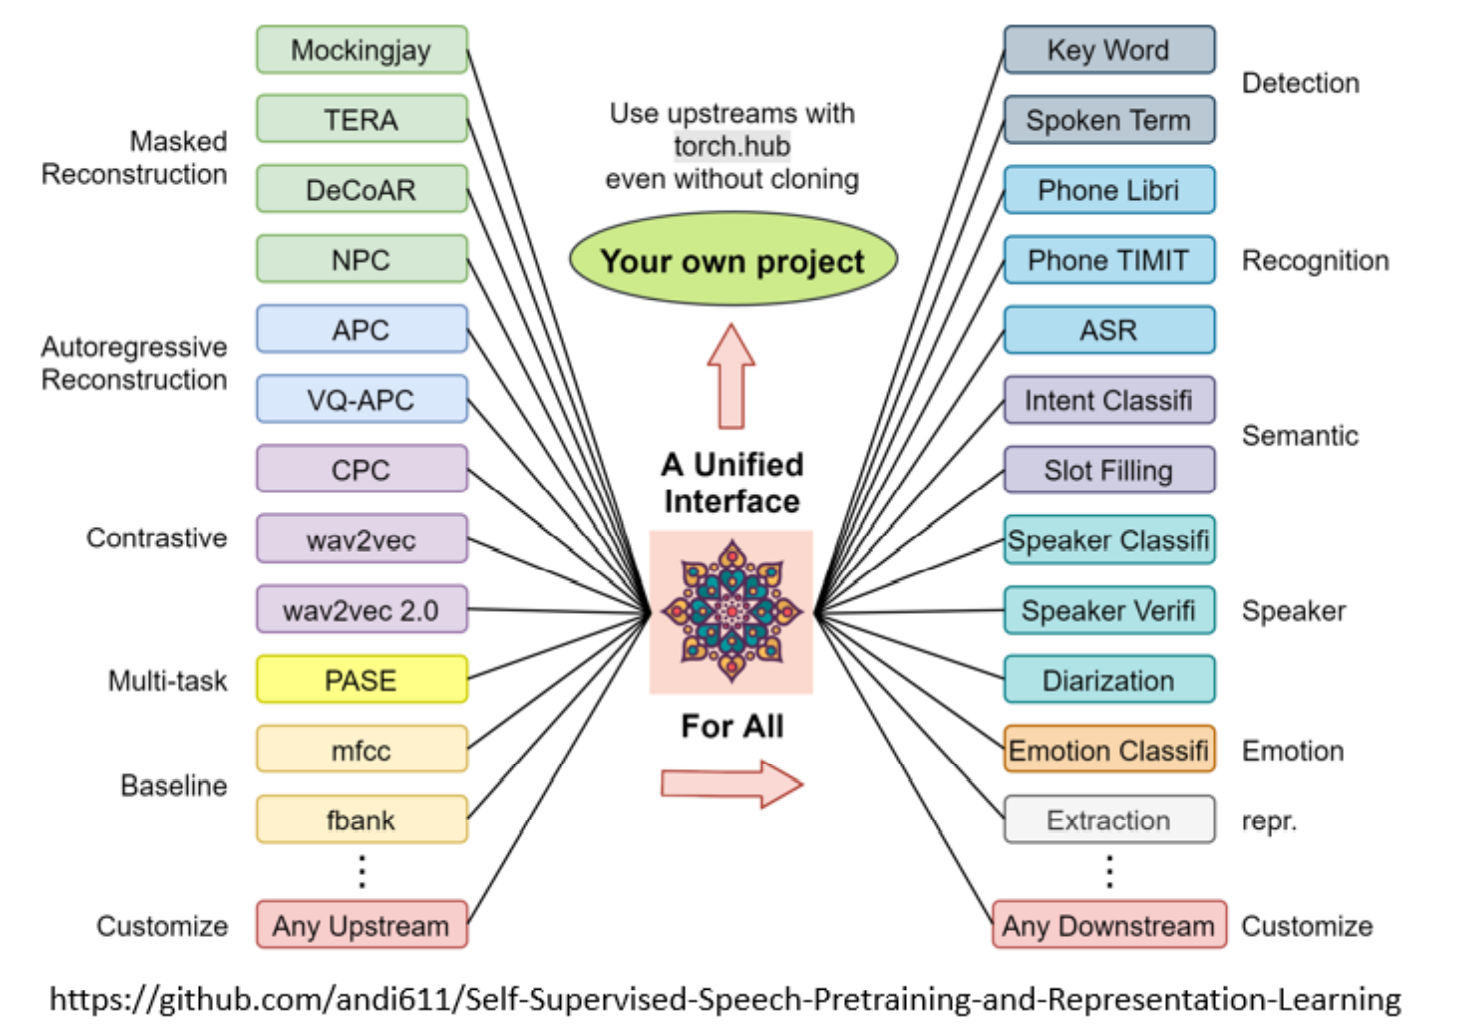 Mockingjay
TERA
Masked
Reconstruction
DeCoAR
NPC
APC
Autoregressive
Reconstruction
VQ-APC
CPC
Contrastive
wav2vec
wav2vec 2.0
Multi-task
PASE
mfcc
Baseline
fbank
Customize
Any Upstream
Use upstreams with
torch.hub
even without cloning
Your own project
A Unified
Interface
For All
Key Word
Detection
Spoken Term
Phone Libri
Phone TIMIT
Recognition
ASR
Intent Classifi
Semantic
Slot Filling
Speaker Classifi
Speaker Verifi
Speaker
Diarization
Emotion Classifi
Emotion
Extraction
repr.
Any Downstream
Customize
https://github.com/andi611/Self-Supervised-Speech-Pretraining-and-Representation-Learning